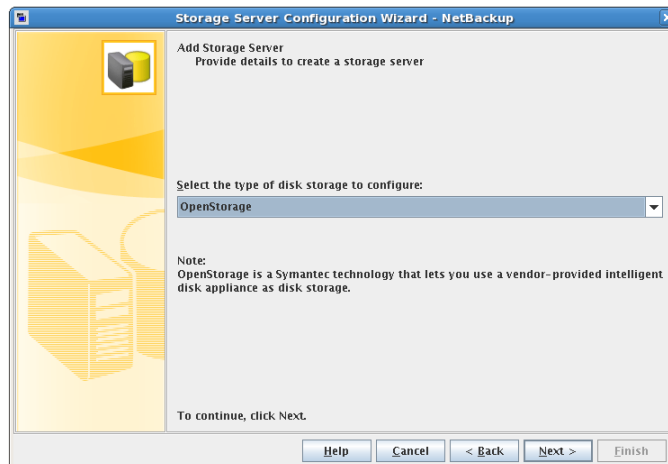 Storage Server Configuration Wizard - NetBackup
Add Storage Server
Provide details to create a storage server
Select the type of disk storage to configure:
OpenStorage
Note:
OpenStorage is a Symantec technology that lets you use a vendor-provided intelligent
disk appliance as disk storage.
To continue, click Next.
Help Cancel < Back Next > Finish